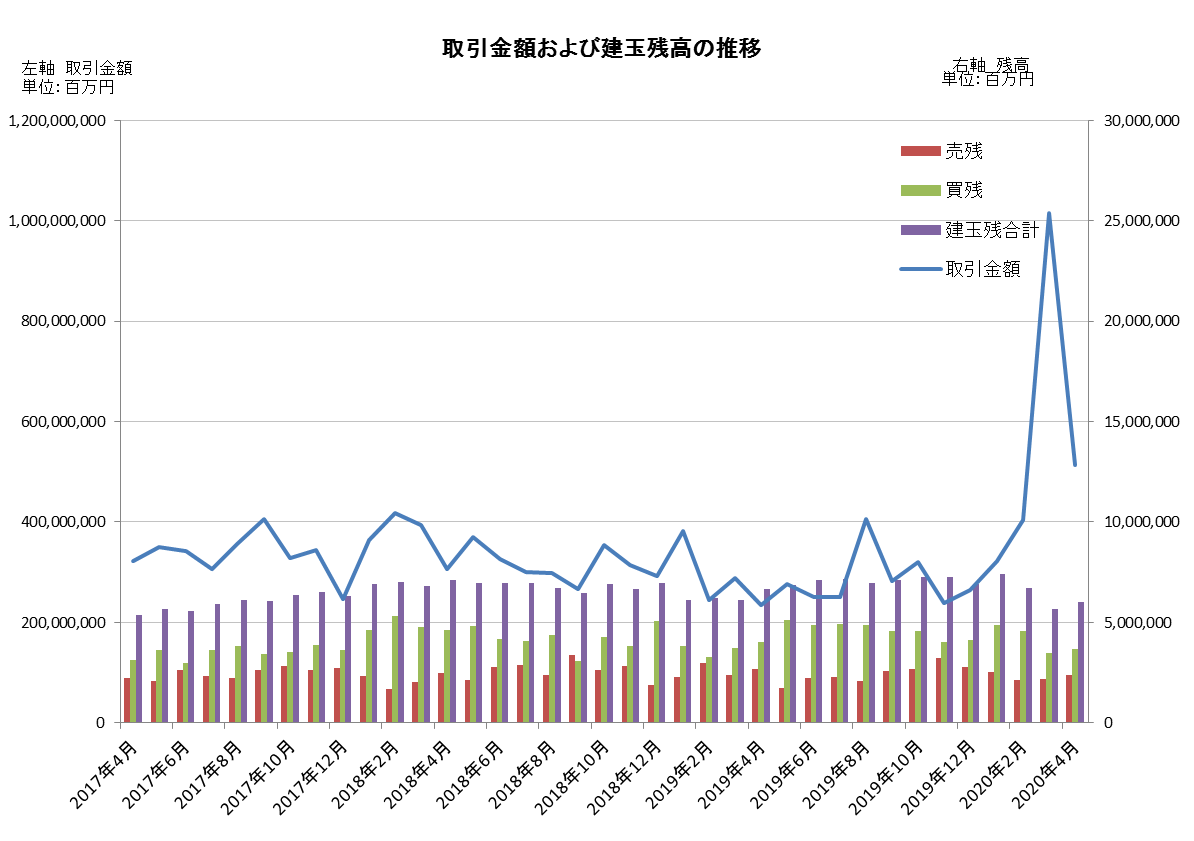 取引金額および建玉残高の推移
左軸　取引金額
単位：百万円
右軸　残高
単位：百万円
1,200,000,000
1,000,000,000
800,000,000
600,000,000
400,000,000
200,000,000
0
30,000,000
25,000,000
20,000,000
15,000,000
10,000,000
5,000,000
0
売残
買残
建玉残合計
取引金額
2017年4月
2017年6月
2017年8月
2017年10月
2017年12月
2018年2月
2018年4月
2018年6月
2018年8月
2018年10月
2018年12月
2019年2月
2019年4月
2019年6月
2019年8月
2019年10月
2019年12月
2020年2月
2020年4月